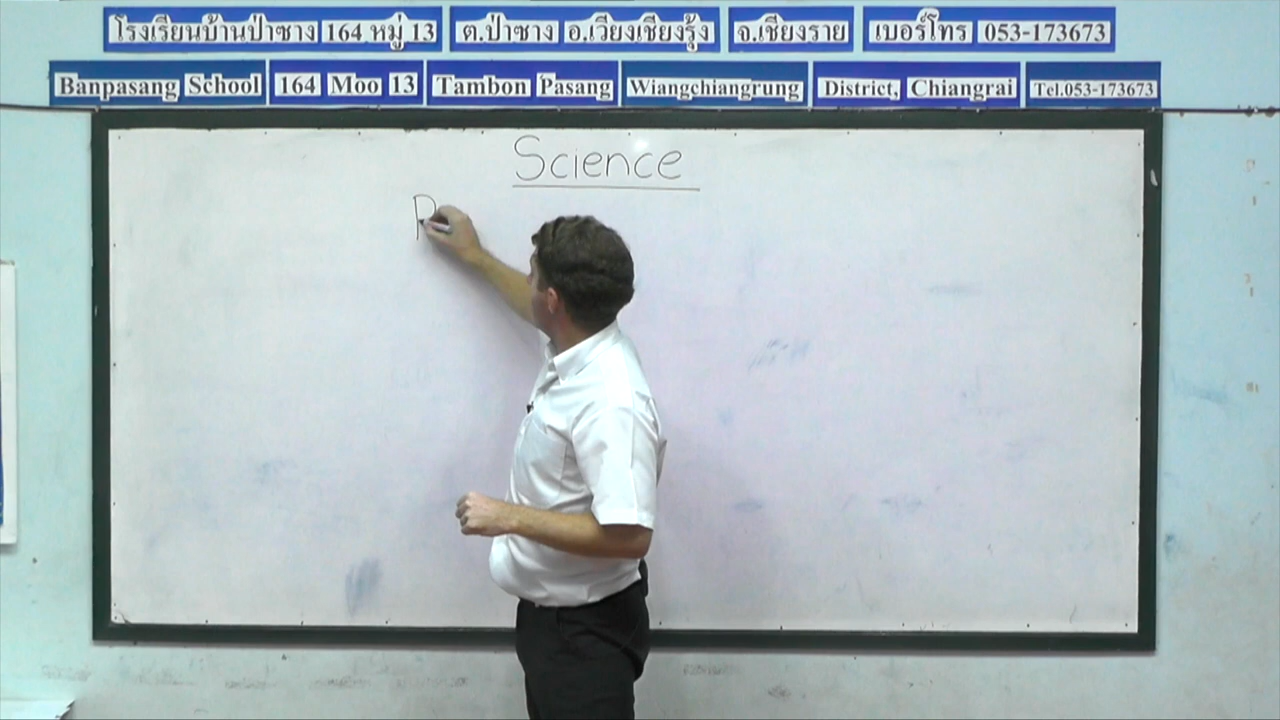 โรงเรียนบ้านป่าซาง 164 หมู่ 13 ต.ป่าซาง อ.เวียงเชียงรุ้ง จ.เชียงราย เบอร์โทร 053-173673
Banpasang School 164 Moo 13 Tambon Pasang Wiangchiangrung District, Chiangrai Tel.053-173673
Science
P